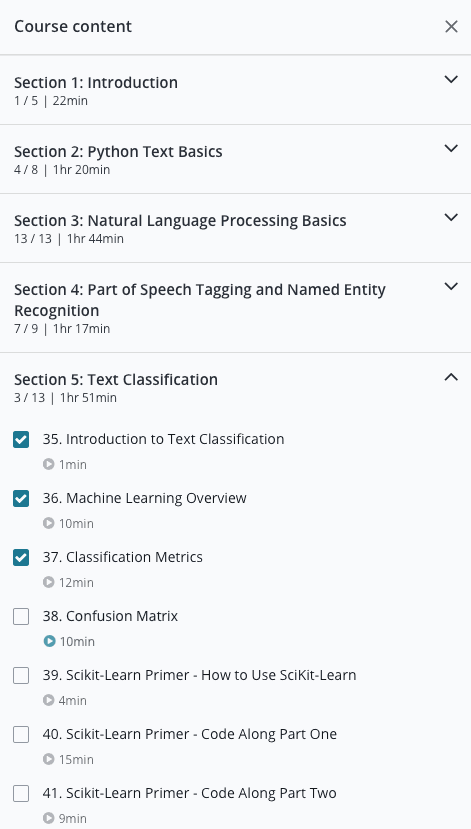 Course content
Section 1: Introduction
1 / 5 | 22min
Section 2: Python Text Basics
4 / 8 | 1hr 20min
Section 3: Natural Language Processing Basics
13 / 13 | 1hr 44min
Section 4: Part of Speech Tagging and Named Entity
Recognition
7 / 9 | 1hr 17min
Section 5: Text Classification
3 / 13 | 1hr 51min
35. Introduction to Text Classification
1min
36. Machine Learning Overview
10min
37. Classification Metrics
12min
38. Confusion Matrix
10min
39. Scikit-Learn Primer - How to Use SciKit-Learn
4min
40. Scikit-Learn Primer - Code Along Part One
15min
41. Scikit-Learn Primer - Code Along Part Two
9min